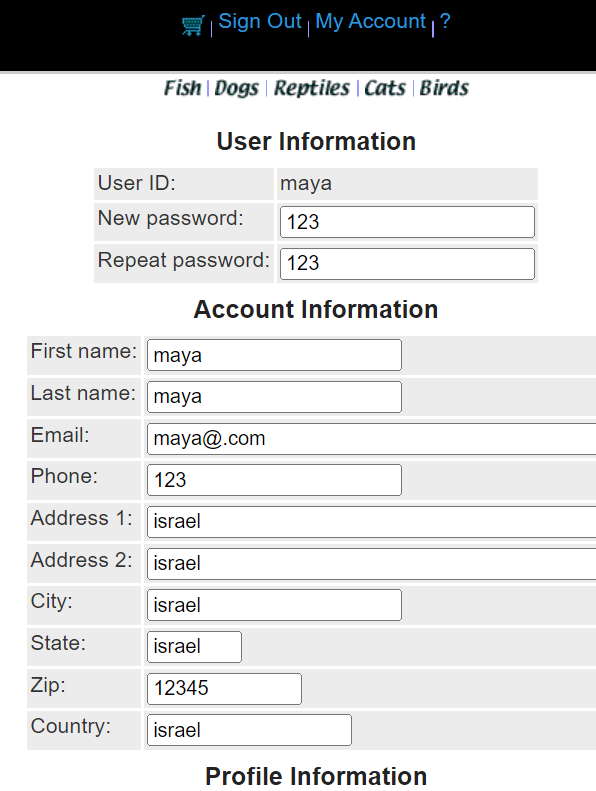 Sign Out | My Account | ?
Fish | Dogs | Reptiles | Cats | Birds
User Information
User ID: maya
New password: 123
Repeat password: 123
Account Information
First name: maya
Last name: maya
Email: maya@.com
Phone: 123
Address 1: israel
Address 2: israel
City: israel
State: israel
Zip: 12345
Country: israel
Profile Information